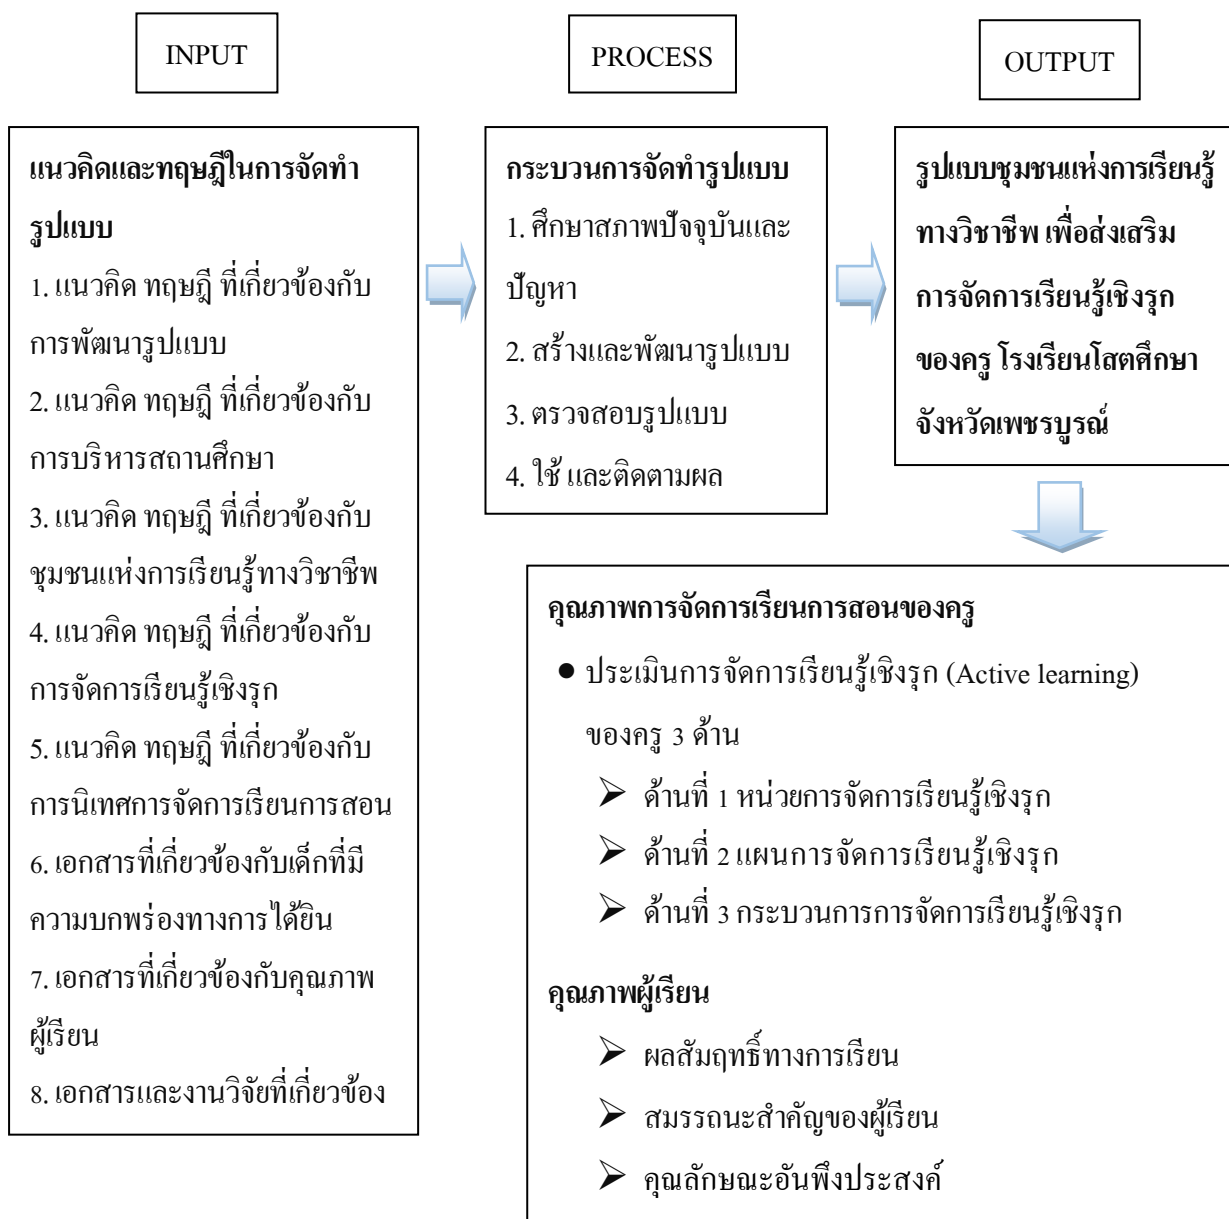 INPUT
PROCESS
OUTPUT
แนวคิดและทฤษฎีในการจัดทำ
รูปแบบ
1. แนวคิด ทฤษฎี ที่เกี่ยวข้องกับ
การพัฒนารูปแบบ
2. แนวคิด ทฤษฎี ที่เกี่ยวข้องกับ
การบริหารสถานศึกษา
3. แนวคิด ทฤษฎี ที่เกี่ยวข้องกับ
ชุมชนแห่งการเรียนรู้ทางวิชาชีพ
4. แนวคิด ทฤษฎี ที่เกี่ยวข้องกับ
การจัดการเรียนรู้เชิงรุก
5. แนวคิด ทฤษฎี ที่เกี่ยวข้องกับ
การนิเทศการจัดการเรียนการสอน
6. เอกสารที่เกี่ยวข้องกับเด็กที่มี
ความบกพร่องทางการได้ยิน
7. เอกสารที่เกี่ยวข้องกับคุณภาพ
ผู้เรียน
8. เอกสารและงานวิจัยที่เกี่ยวข้อง
กระบวนการจัดทำรูปแบบ
1. ศึกษาสภาพปัจจุบันและ
ปัญหา
2. สร้างและพัฒนารูปแบบ
3. ตรวจสอบรูปแบบ
4. ใช้ และติดตามผล
รูปแบบชุมชนแห่งการเรียนรู้
ทางวิชาชีพ เพื่อส่งเสริม
การจัดการเรียนรู้เชิงรุก
ของครู โรงเรียนโสตศึกษา
จังหวัดเพชรบูรณ์
คุณภาพการจัดการเรียนการสอนของครู
● ประเมินการจัดการเรียนรู้เชิงรุก (Active learning)
ของครู 3 ด้าน
➢ ด้านที่ 1 หน่วยการจัดการเรียนรู้เชิงรุก
➢ ด้านที่ 2 แผนการจัดการเรียนรู้เชิงรุก
➢ ด้านที่ 3 กระบวนการการจัดการเรียนรู้เชิงรุก
คุณภาพผู้เรียน
➢ ผลสัมฤทธิ์ทางการเรียน
➢ สมรรถนะสำคัญของผู้เรียน
➢ คุณลักษณะอันพึงประสงค์